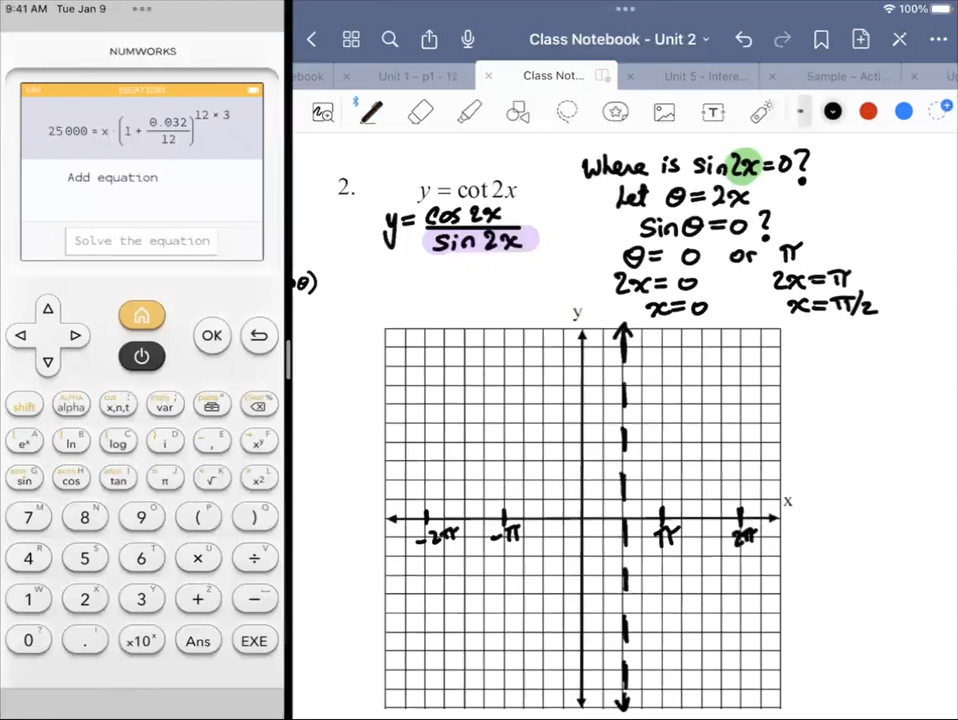 9:41 AM Tue Jan 9
100%
NUMWORKS
EQUATIONS
25000 = x · (1 + 0.032/12)^(12 × 3)
Add equation
Solve the equation
OK
shift
alpha
x,n,t
var
e^x
ln
log
i
,
x^y
sin
cos
tan
π
√
x²
7 8 9 ( )
4 5 6 × ÷
1 2 3 + −
0 . ×10^x Ans EXE
Class Notebook - Unit 2
ebook
Unit 1 – p1 - 12
Class Not...
Unit 5 - Infere...
Sample – Acti...
2. y = cot 2x
y = cos 2x / sin 2x
θ)
Where is sin 2x = 0?
Let θ = 2x
sin θ = 0?
θ = 0 or π
2x = 0 2x = π
x = 0 x = π/2
y
x
-2π -π π 2π